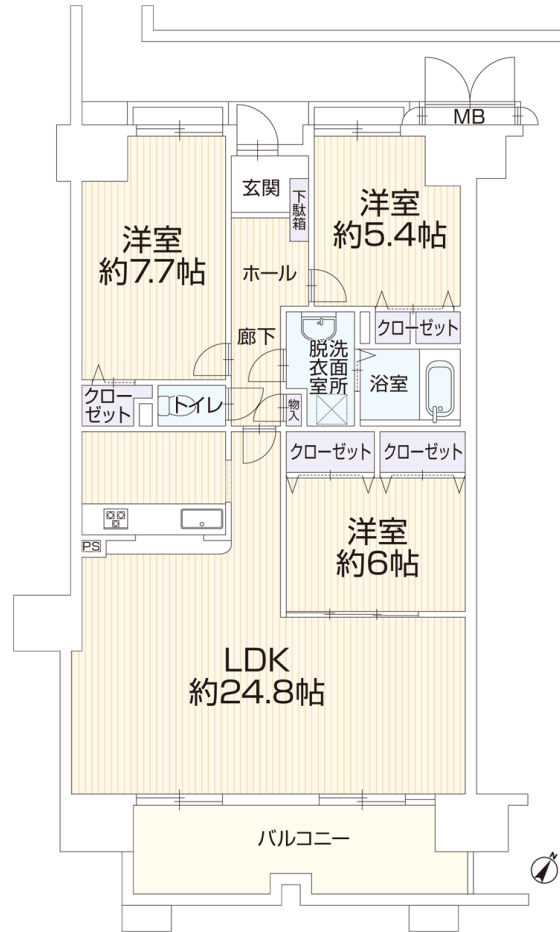 MB
玄関
下駄箱
洋室
約5.4帖
洋室
約7.7帖
ホール
廊下
クローゼット
洗面所
脱衣室
浴室
クロー
ゼット
トイレ
物入
クローゼット
クローゼット
洋室
約6帖
PS
LDK
約24.8帖
バルコニー
N